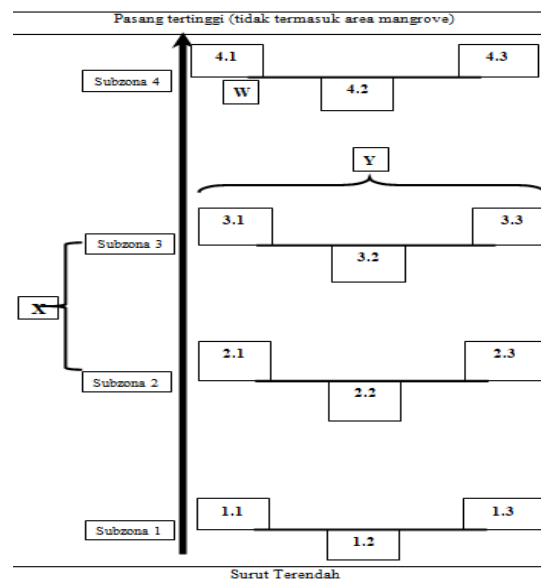 Pasang tertinggi (tidak termasuk area mangrove)
4.1
4.3
Subzona 4
W
4.2
Y
3.1
3.3
Subzona 3
3.2
X
2.1
2.3
Subzona 2
2.2
1.1
1.3
Subzona 1
1.2
Surut Terendah